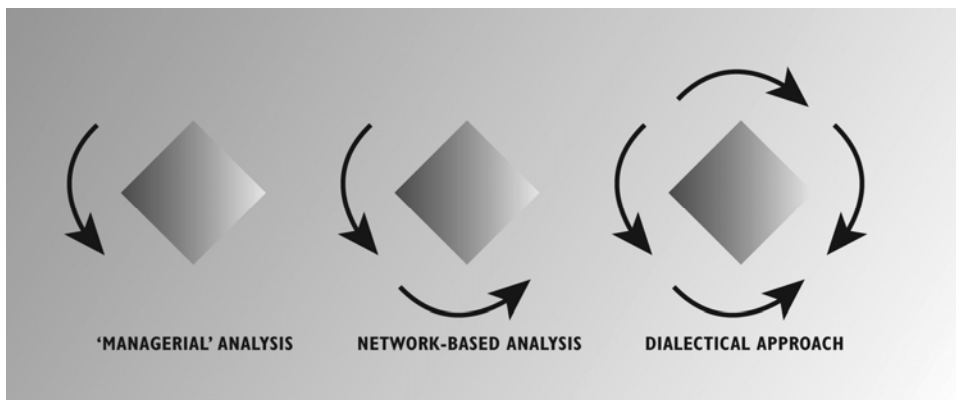 ‘MANAGERIAL’ ANALYSIS
NETWORK-BASED ANALYSIS
DIALECTICAL APPROACH